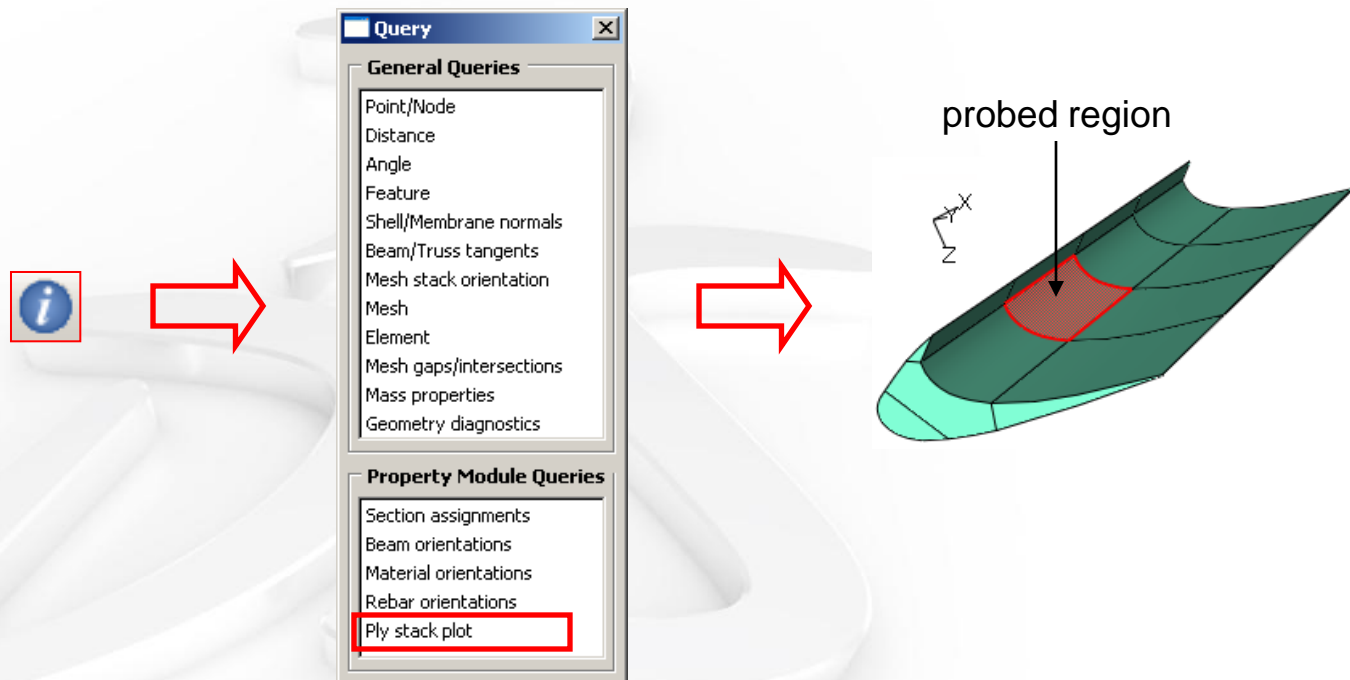 Query
General Queries
Point/Node
Distance
Angle
Feature
Shell/Membrane normals
Beam/Truss tangents
Mesh stack orientation
Mesh
Element
Mesh gaps/intersections
Mass properties
Geometry diagnostics
Property Module Queries
Section assignments
Beam orientations
Material orientations
Rebar orientations
Ply stack plot
probed region
X
Y
Z